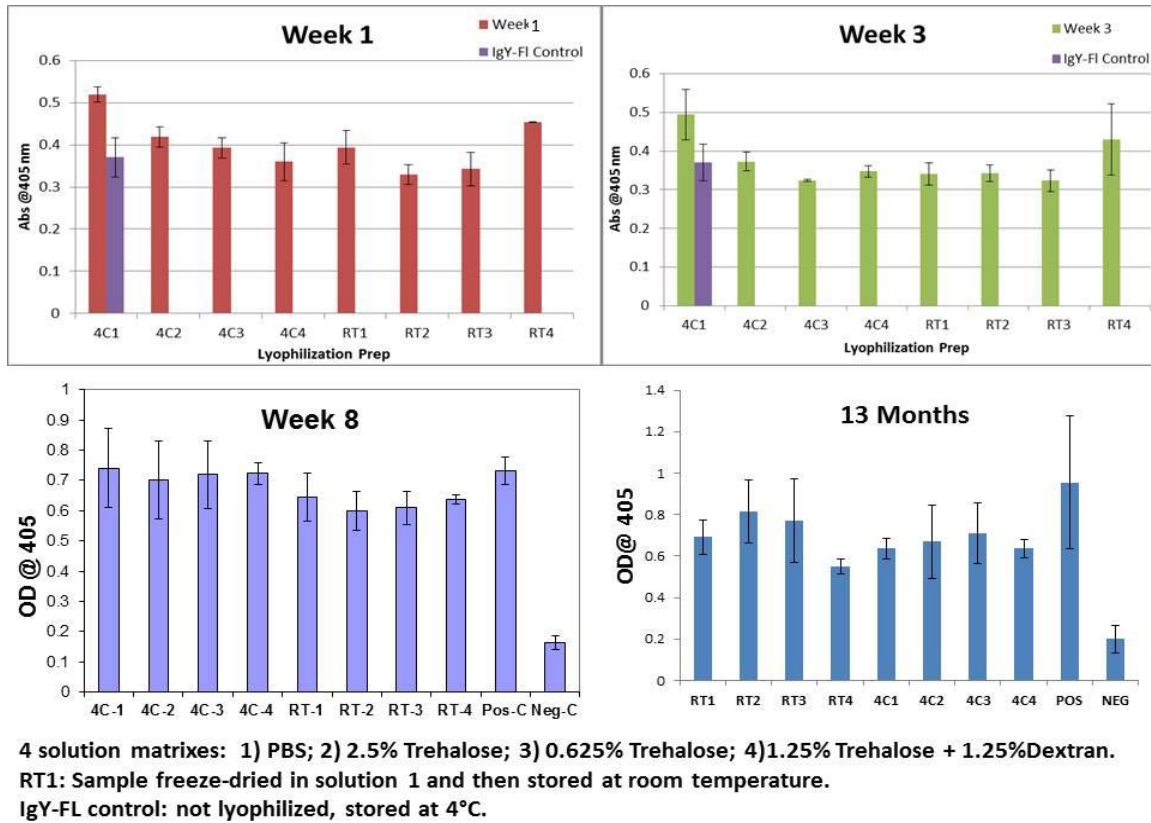 Week 1
Week 1
IgY-Fl Control
0.6
0.5
0.4
0.3
0.2
0.1
0
Abs @405 nm
4C1 4C2 4C3 4C4 RT1 RT2 RT3 RT4
Lyophilization Prep
Week 3
Week 3
IgY-Fl Control
0.6
0.5
0.4
0.3
0.2
0.1
0
Abs @405 nm
4C1 4C2 4C3 4C4 RT1 RT2 RT3 RT4
Lyophilization Prep
Week 8
1
0.9
0.8
0.7
0.6
0.5
0.4
0.3
0.2
0.1
0
OD @ 405
4C-1 4C-2 4C-3 4C-4 RT-1 RT-2 RT-3 RT-4 Pos-C Neg-C
13 Months
1.4
1.2
1
0.8
0.6
0.4
0.2
0
OD@ 405
RT1 RT2 RT3 RT4 4C1 4C2 4C3 4C4 POS NEG
4 solution matrixes: 1) PBS; 2) 2.5% Trehalose; 3) 0.625% Trehalose; 4)1.25% Trehalose + 1.25%Dextran.
RT1: Sample freeze-dried in solution 1 and then stored at room temperature.
IgY-FL control: not lyophilized, stored at 4°C.